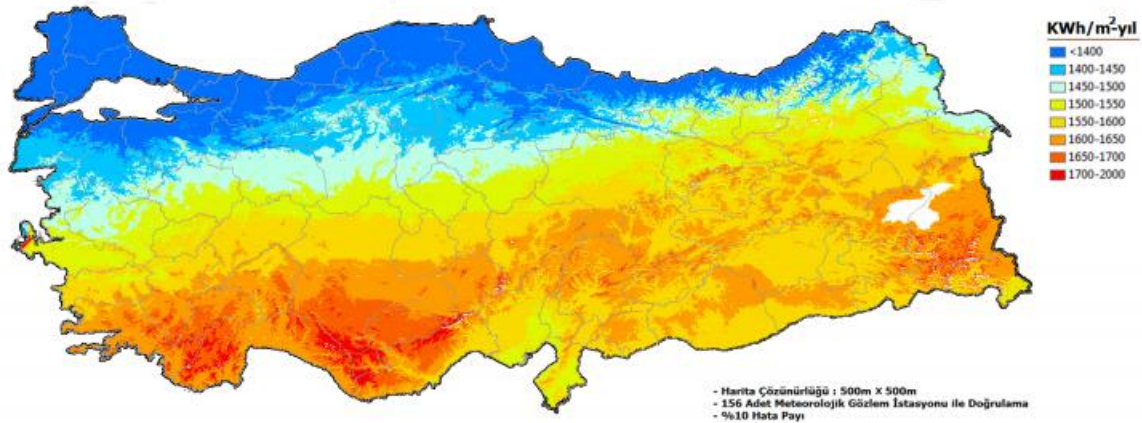 KWh/m²-yıl
<1400
1400-1450
1450-1500
1500-1550
1550-1600
1600-1650
1650-1700
1700-2000
- Harita Çözünürlüğü : 500m X 500m
- 156 Adet Meteorolojik Gözlem İstasyonu ile Doğrulama
- %10 Hata Payı